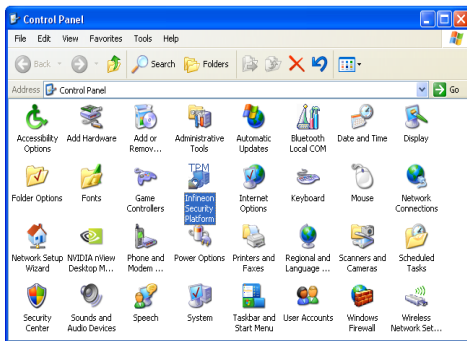 Control Panel
File Edit View Favorites Tools Help
Back Search Folders
Address Control Panel Go
Accessibility Options
Add Hardware
Add or Remov...
Administrative Tools
Automatic Updates
Bluetooth Local COM
Date and Time
Display
Folder Options
Fonts
Game Controllers
TPM
Infineon Security Platform
Internet Options
Keyboard
Mouse
Network Connections
Network Setup Wizard
NVIDIA nView Desktop M...
Phone and Modem ...
Power Options
Printers and Faxes
Regional and Language ...
Scanners and Cameras
Scheduled Tasks
Security Center
Sounds and Audio Devices
Speech
System
Taskbar and Start Menu
User Accounts
Windows Firewall
Wireless Network Set...